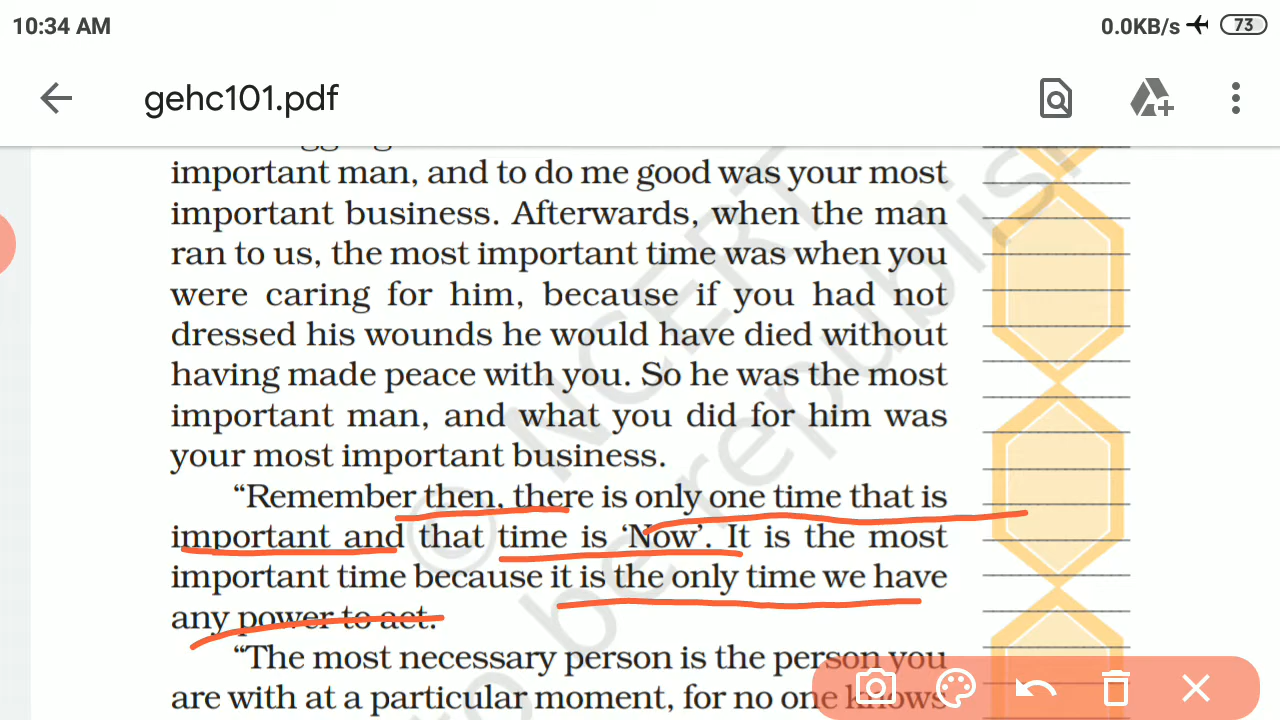 10:34 AM
0.0KB/s 73
gehc101.pdf
important man, and to do me good was your most
important business. Afterwards, when the man
ran to us, the most important time was when you
were caring for him, because if you had not
dressed his wounds he would have died without
having made peace with you. So he was the most
important man, and what you did for him was
your most important business.
“Remember then, there is only one time that is
important and that time is ‘Now’. It is the most
important time because it is the only time we have
any power to act.
“The most necessary person is the person you
are with at a particular moment, for no one knows
© NCERT
to be republis